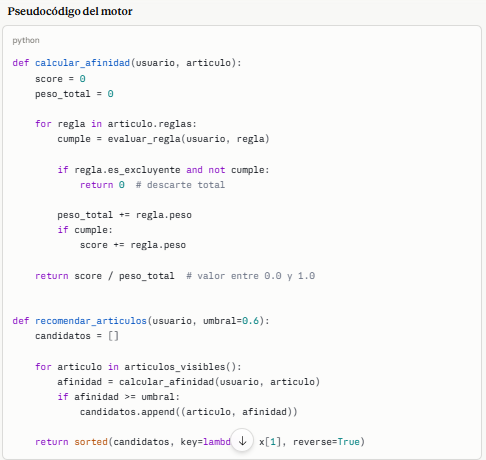 Pseudocódigo del motor
python
def calcular_afinidad(usuario, articulo):
    score = 0
    peso_total = 0
    for regla in articulo.reglas:
        cumple = evaluar_regla(usuario, regla)
        if regla.es_excluyente and not cumple:
            return 0  # descarte total
        peso_total += regla.peso
        if cumple:
            score += regla.peso
    return score / peso_total  # valor entre 0.0 y 1.0
def recomendar_articulos(usuario, umbral=0.6):
    candidatos = []
    for articulo in articulos_visibles():
        afinidad = calcular_afinidad(usuario, articulo)
        if afinidad >= umbral:
            candidatos.append((articulo, afinidad))
    return sorted(candidatos, key=lambd x[1], reverse=True)